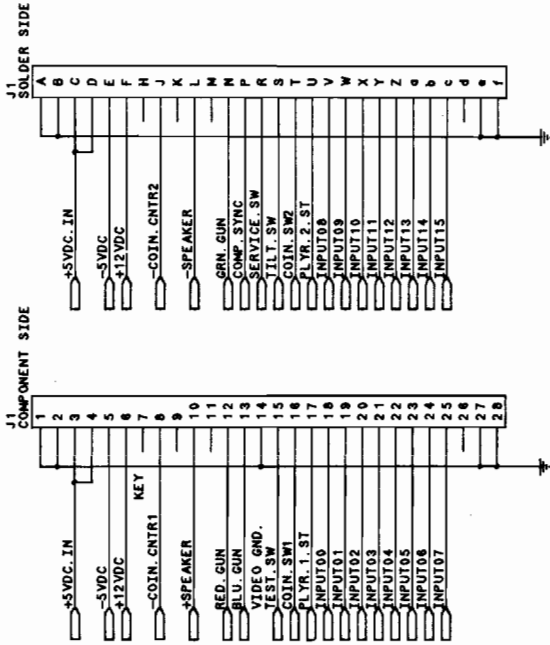 J1
SOLDER SIDE
A
B
+5VDC.IN C
D
-5VDC E
+12VDC F
H
-COIN.CNTR2 J
K
-SPEAKER L
M
GRN.GUN N
COMP.SYNC P
SERVICE.SW R
TILT.SW S
COIN.SW2 T
PLYR.2.ST U
INPUT08 V
INPUT09 W
INPUT10 X
INPUT11 Y
INPUT12 Z
INPUT13 a
INPUT14 b
INPUT15 c
d
e
f
J1
COMPONENT SIDE
1
2
+5VDC.IN 3
4
-5VDC 5
+12VDC 6
KEY 7
-COIN.CNTR1 8
9
+SPEAKER 10
11
RED.GUN 12
BLU.GUN 13
VIDEO GND. 14
TEST.SW 15
COIN.SW1 16
PLYR.1.ST 17
INPUT00 18
INPUT01 19
INPUT02 20
INPUT03 21
INPUT04 22
INPUT05 23
INPUT06 24
INPUT07 25
26
27
28